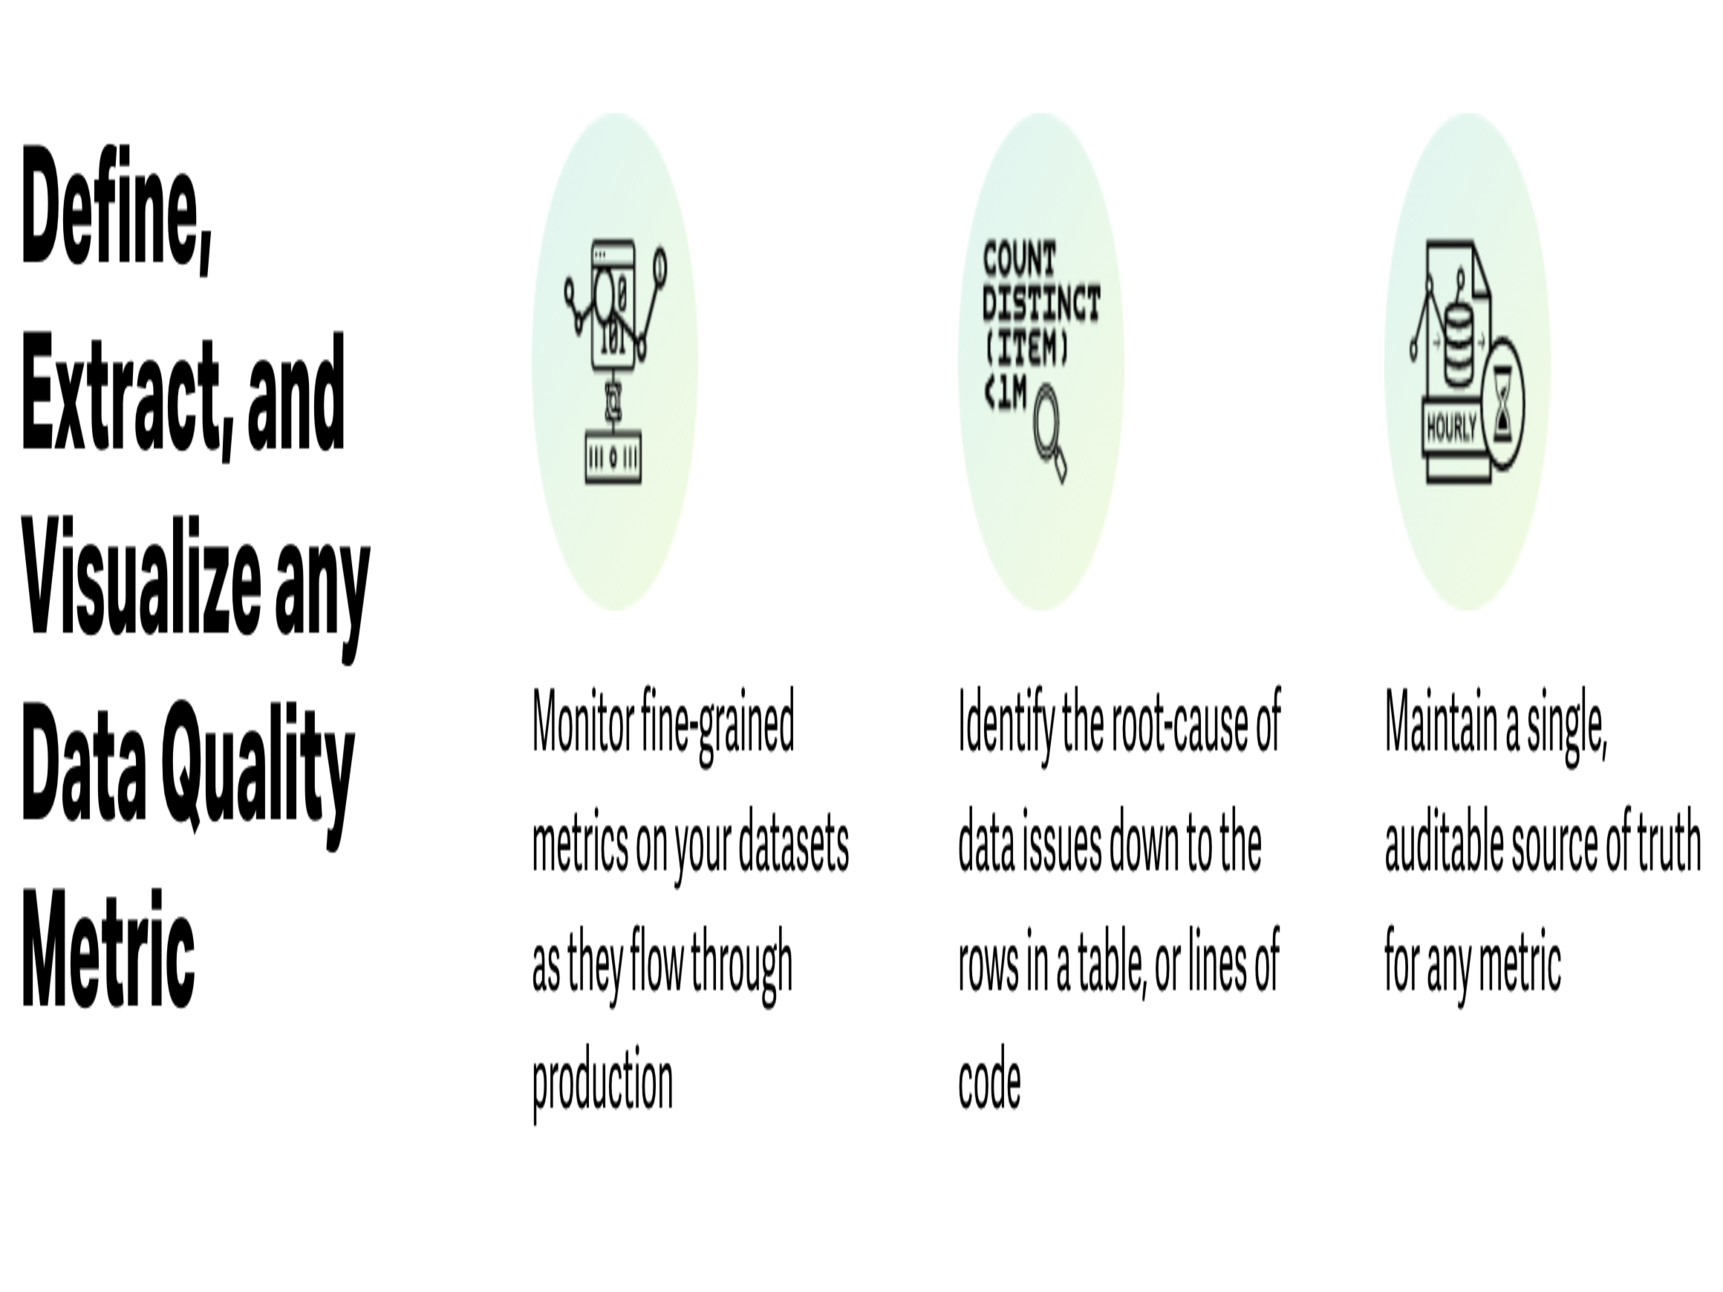 Define,
Extract, and
Visualize any
Data Quality
Metric
0
101
Monitor fine-grained
metrics on your datasets
as they flow through
production
COUNT
DISTINCT
(ITEM)
<1M
Identify the root-cause of
data issues down to the
rows in a table, or lines of
code
HOURLY
Maintain a single,
auditable source of truth
for any metric